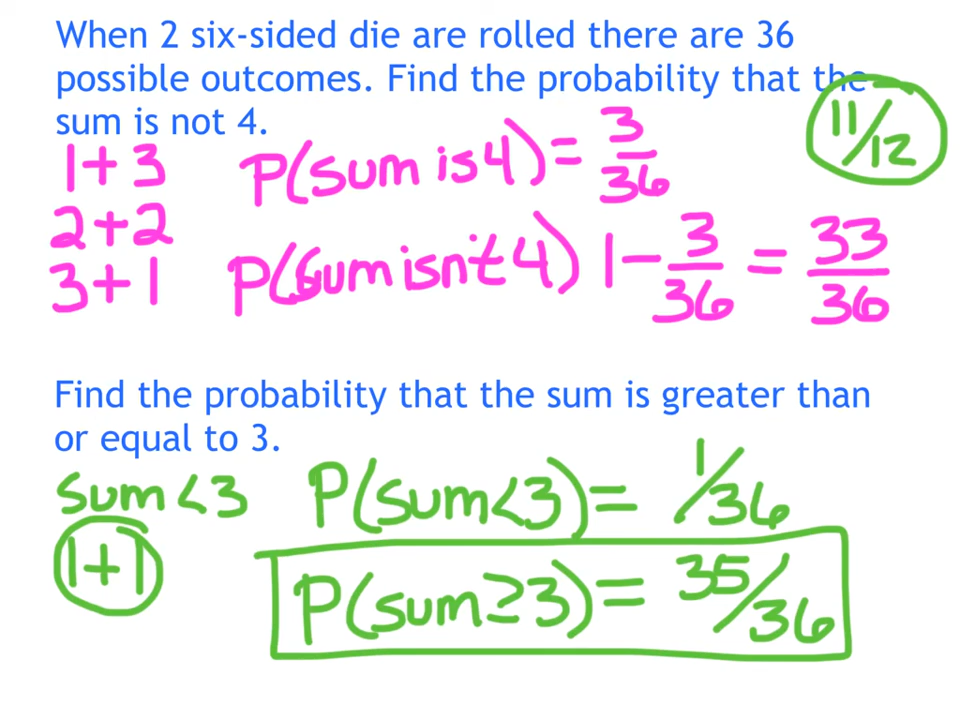 When 2 six-sided die are rolled there are 36
possible outcomes. Find the probability that the
sum is not 4.
11/12
1+3
P(sum is 4) = 3/36
2+2
3+1
P(sum isn't 4) 1 - 3/36 = 33/36
Find the probability that the sum is greater than
or equal to 3.
Sum <3
P(sum<3) = 1/36
1+1
P(sum≥3) = 35/36